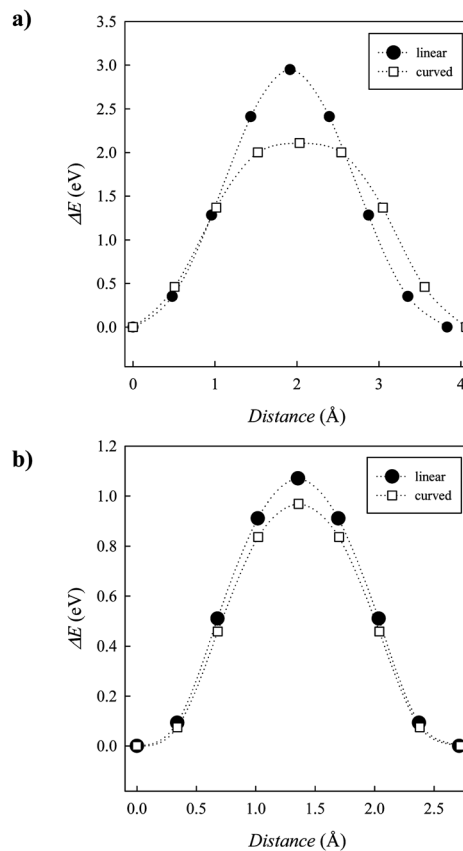 a)
linear
curved
3.5
3.0
2.5
2.0
1.5
1.0
0.5
0.0
ΔE (eV)
0 1 2 3 4
Distance (Å)
b)
linear
curved
1.2
1.0
0.8
0.6
0.4
0.2
0.0
ΔE (eV)
0.0 0.5 1.0 1.5 2.0 2.5
Distance (Å)